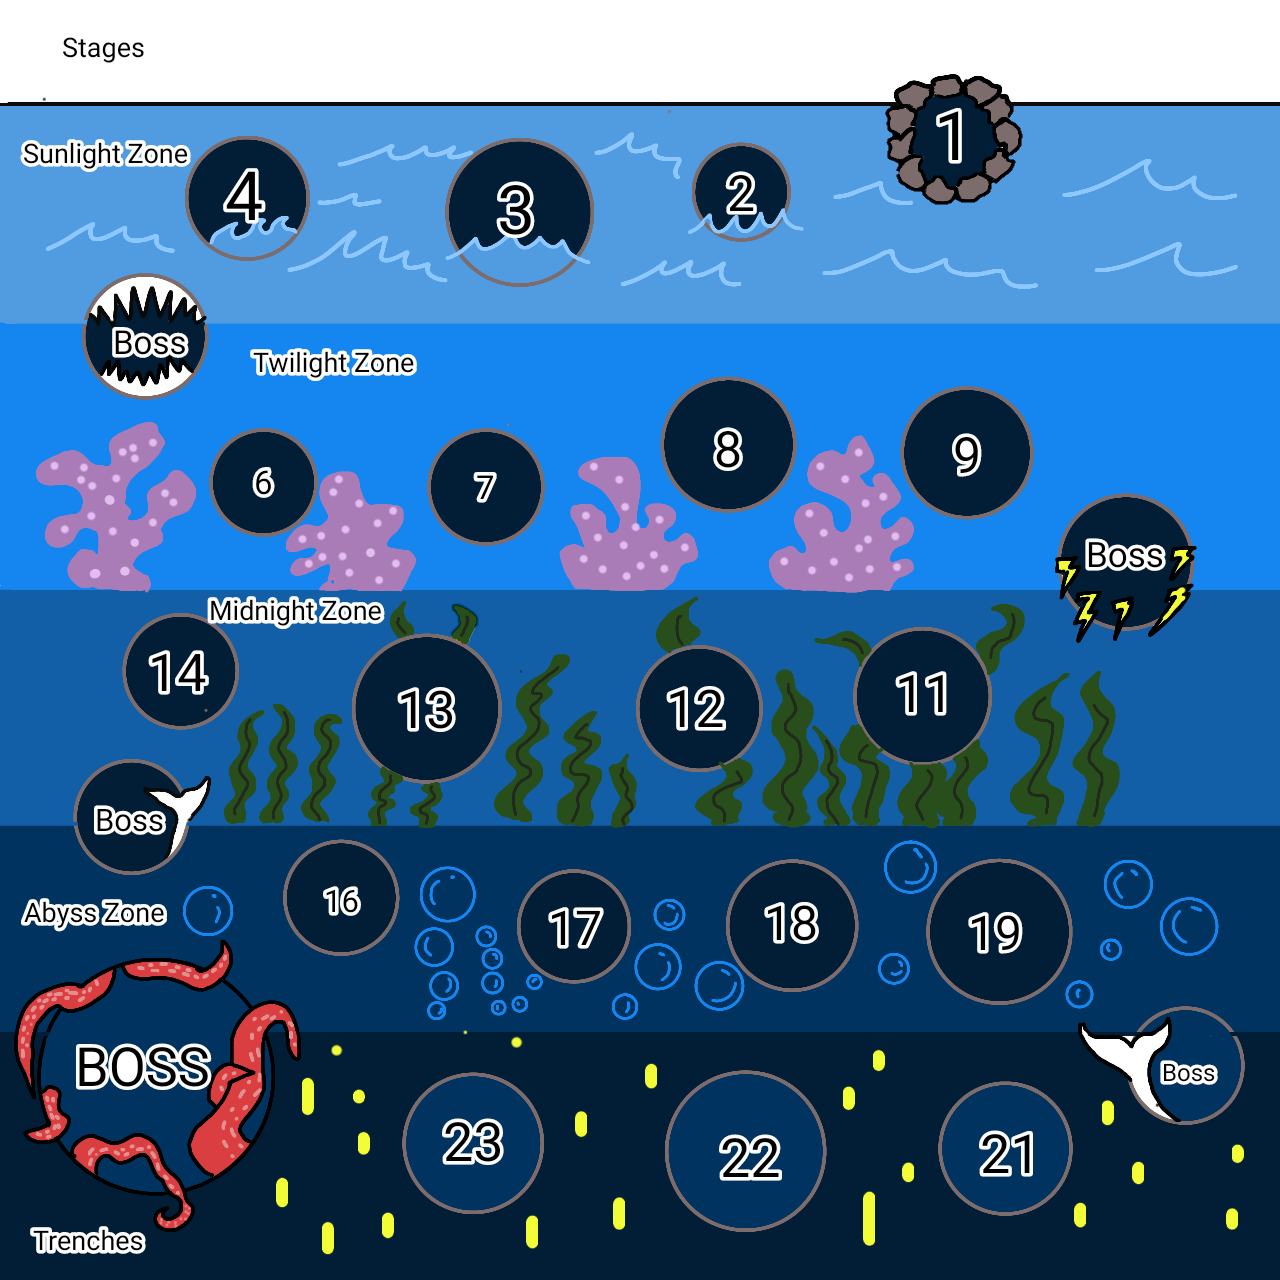 Stages
1
Sunlight Zone
4
3
2
Boss
Twilight Zone
6
7
8
9
Boss
Midnight Zone
14
13
12
11
Boss
16
17
18
19
Abyss Zone
BOSS
Boss
23
22
21
Trenches